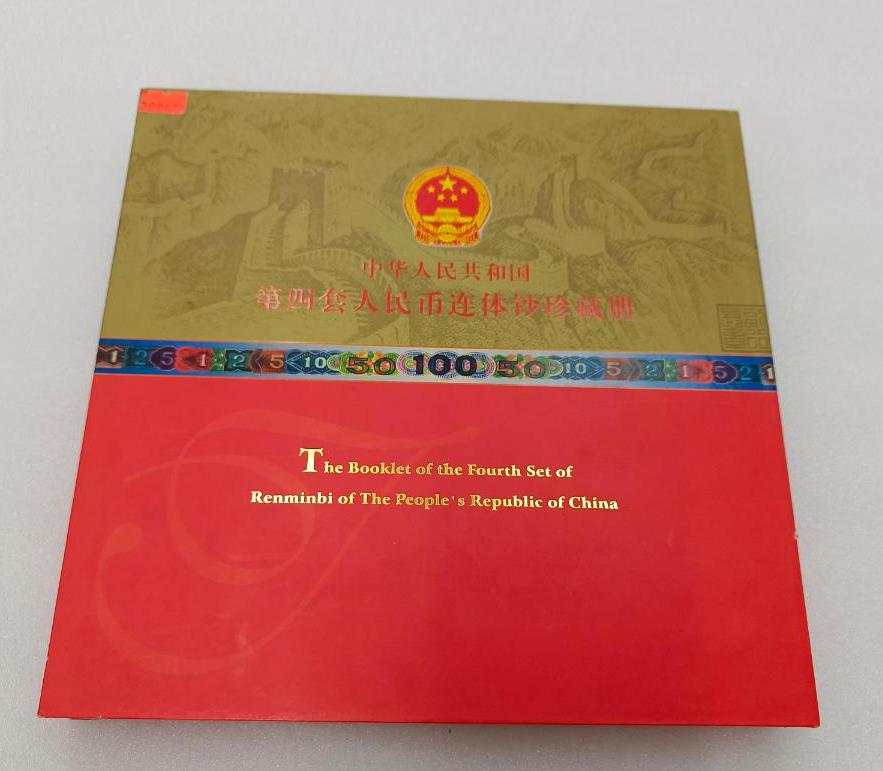 中华人民共和国
第四套人民币连体钞珍藏册
1 2 5 1 2 5 10 50 100 50 10 5 2 1 5 2 1
The Booklet of the Fourth Set of
Renminbi of The People's Republic of China